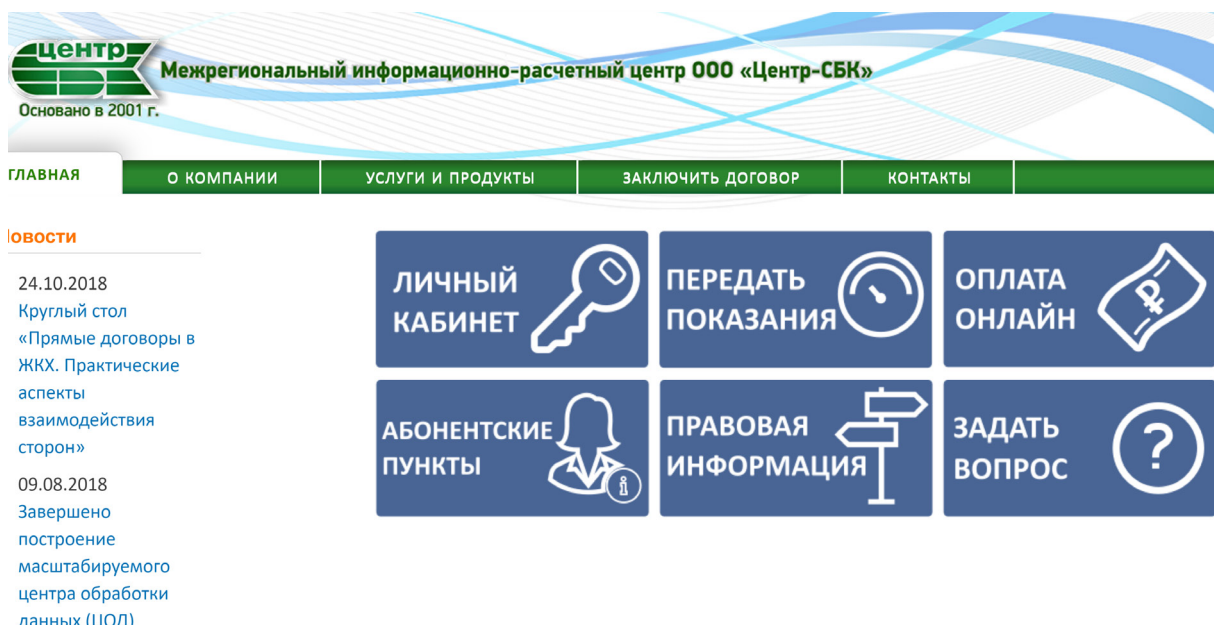 центр
СБК
Основано в 2001 г.
Межрегиональный информационно-расчетный центр ООО «Центр-СБК»
ГЛАВНАЯ
О КОМПАНИИ
УСЛУГИ И ПРОДУКТЫ
ЗАКЛЮЧИТЬ ДОГОВОР
КОНТАКТЫ
Новости
24.10.2018
Круглый стол
«Прямые договоры в
ЖКХ. Практические
аспекты
взаимодействия
сторон»
09.08.2018
Завершено
построение
масштабируемого
центра обработки
данных (ЦОД)
ЛИЧНЫЙ
КАБИНЕТ
ПЕРЕДАТЬ
ПОКАЗАНИЯ
ОПЛАТА
ОНЛАЙН
АБОНЕНТСКИЕ
ПУНКТЫ
ПРАВОВАЯ
ИНФОРМАЦИЯ
ЗАДАТЬ
ВОПРОС